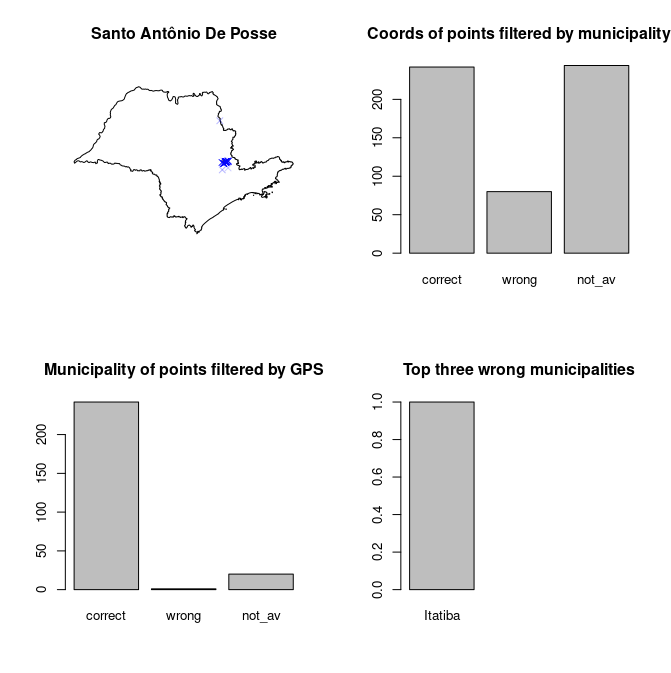 Santo Antônio De Posse
Coords of points filtered by municipality
200
150
100
50
0
correct wrong not_av
Municipality of points filtered by GPS
200
150
100
50
0
correct wrong not_av
Top three wrong municipalities
1.0
0.8
0.6
0.4
0.2
0.0
Itatiba